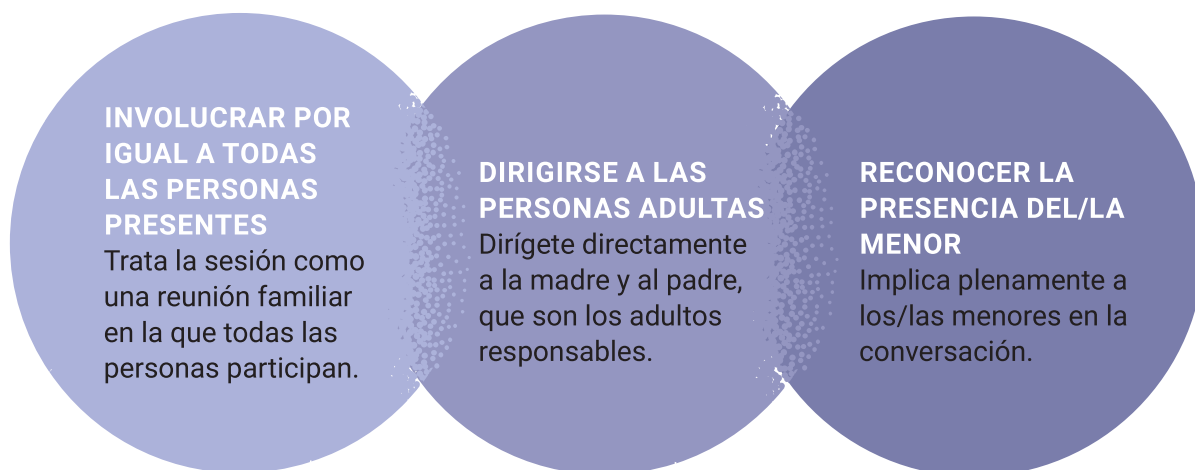 INVOLUCRAR POR
IGUAL A TODAS
LAS PERSONAS
PRESENTES
Trata la sesión como
una reunión familiar
en la que todas las
personas participan.
DIRIGIRSE A LAS
PERSONAS ADULTAS
Dirígete directamente
a la madre y al padre,
que son los adultos
responsables.
RECONOCER LA
PRESENCIA DEL/LA
MENOR
Implica plenamente a
los/las menores en la
conversación.